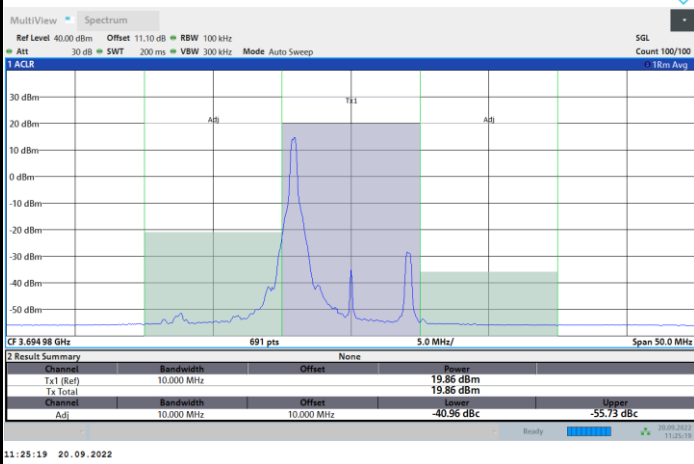 MultiView Spectrum
Ref Level 40.00 dBm Offset 11.10 dB RBW 100 kHz SGL
Att 30 dB SWT 200 ms VBW 300 kHz Mode Auto Sweep Count 100/100
1 ACLR 1Rm Avg
30 dBm
Tx1
20 dBm Adj Adj
10 dBm
0 dBm
-10 dBm
-20 dBm
-30 dBm
-40 dBm
-50 dBm
CF 3.694 98 GHz 691 pts 5.0 MHz/ Span 50.0 MHz
2 Result Summary None
Channel Bandwidth Offset Power
Tx1 (Ref) 10.000 MHz 19.86 dBm
Tx Total 19.86 dBm
Channel Bandwidth Offset Lower Upper
Adj 10.000 MHz 10.000 MHz -40.96 dBc -55.73 dBc
Ready 20.09.2022
11:25:19
11:25:19 20.09.2022